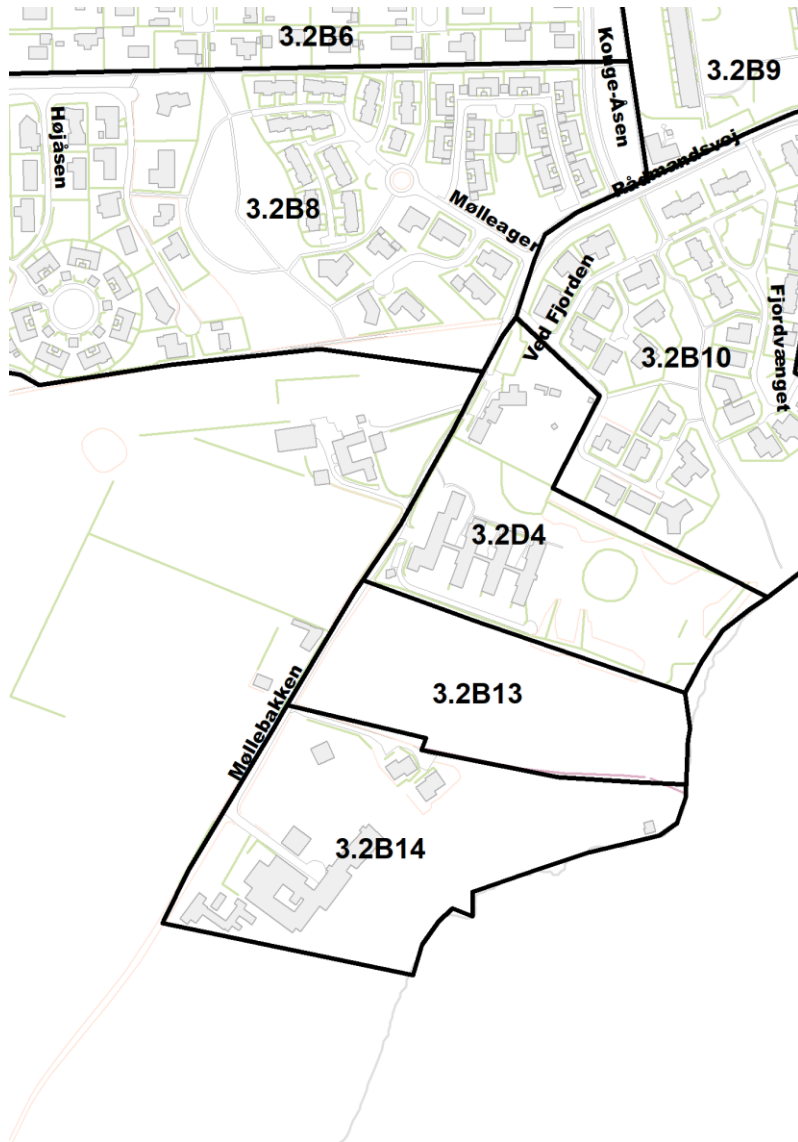 3.2B6
Konge-Åsen
3.2B9
Højåsen
Rådmandsvej
3.2B8
Mølleager
Ved Fjorden
Fjordvænget
3.2B10
3.2D4
3.2B13
Møllebakken
3.2B14